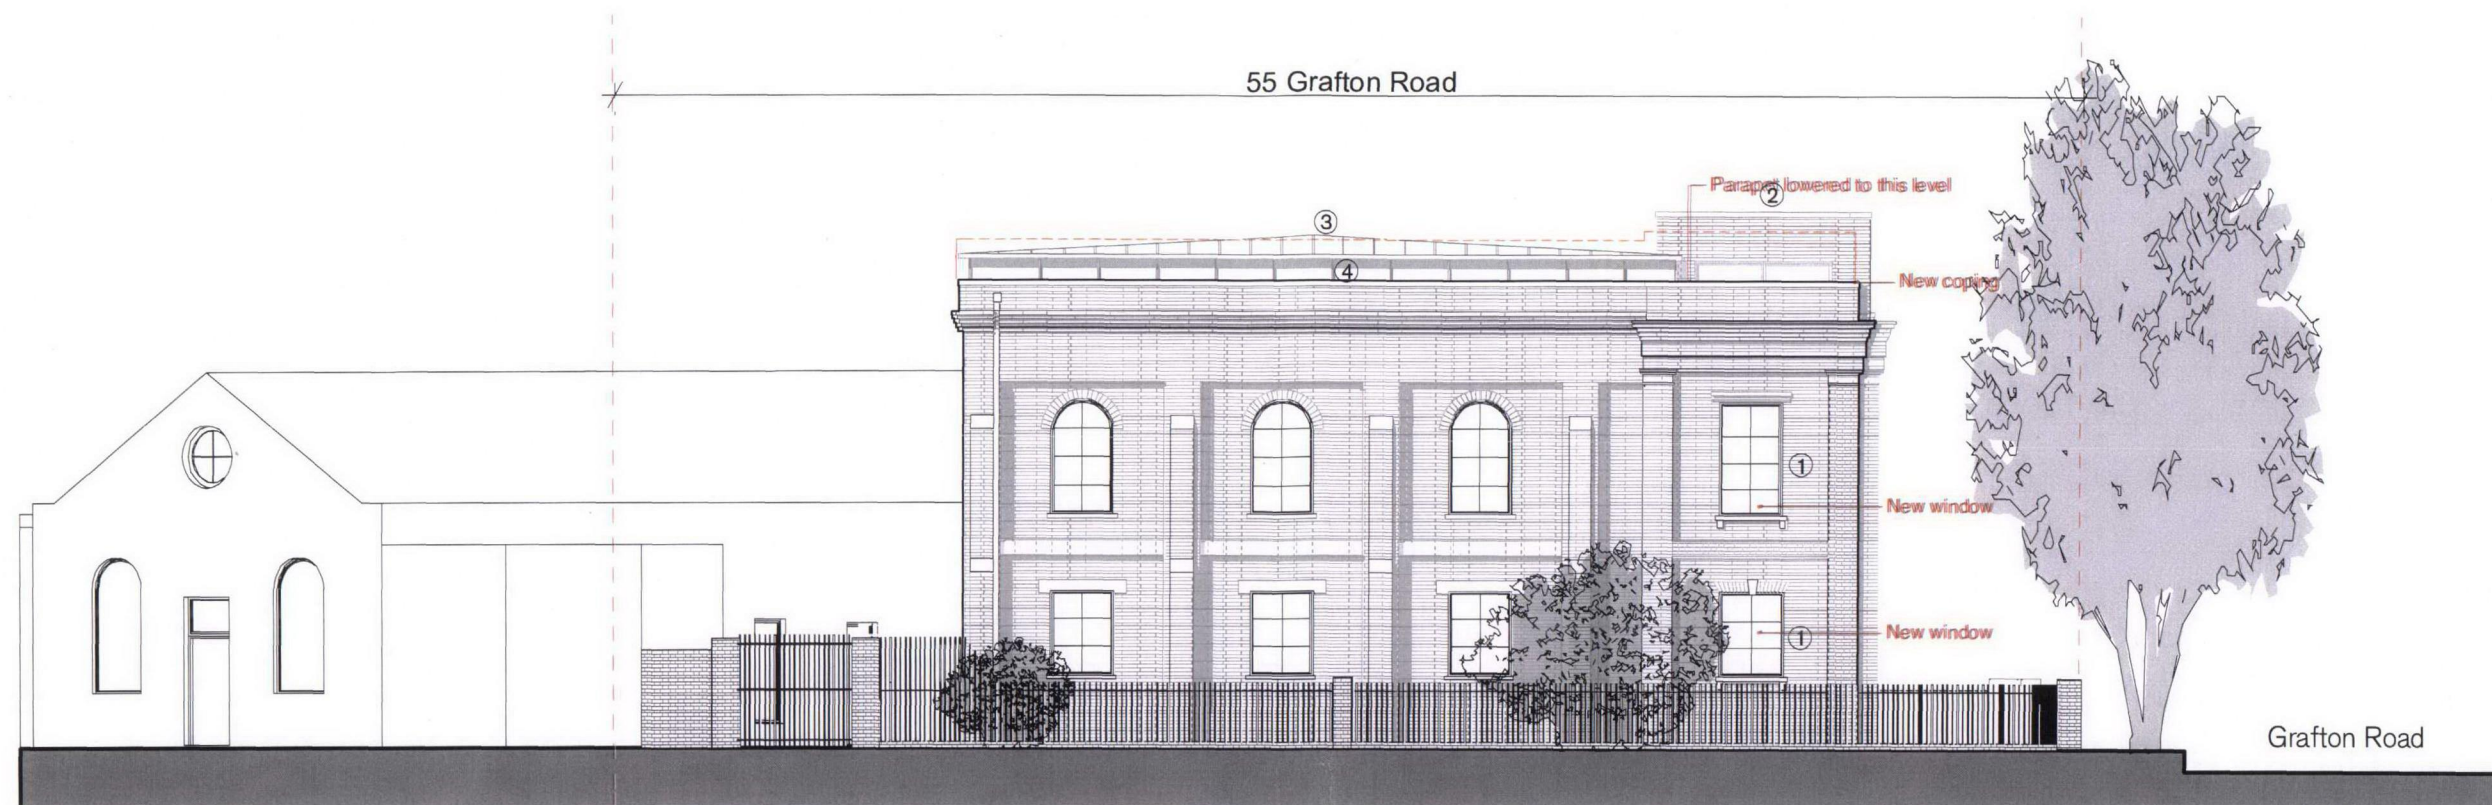 55 Grafton Road
Parapet lowered to this level
②
③
④
New coping
①
New window
①
New window
Grafton Road